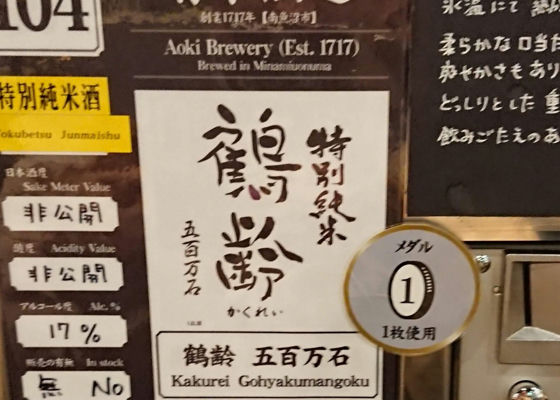 104
創業1717年【南魚沼市】
Aoki Brewery (Est. 1717)
Brewed in Minamiuonuma
特別純米酒
Tokubetsu Junmaishu
日本酒度
Sake Meter Value
非公開
酸度 Acidity Value
非公開
アルコール度 Alc.%
17%
販売の有無 In stock
無 No
特別純米
鶴齢
五百万石
かくれい
鶴齢 五百万石
Kakurei Gohyakumangoku
メダル
1
1枚使用
氷温にて
柔らかな口当た
爽やかさもあり
どっしりとした重
飲みごたえのあ